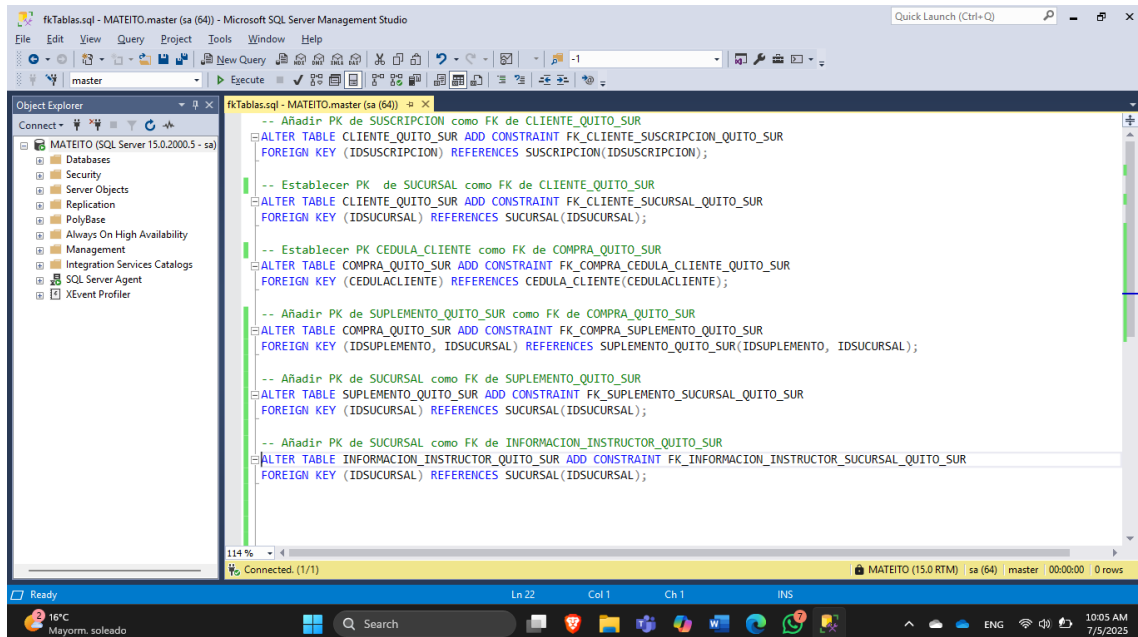 fkTablas.sql - MATEITO.master (sa (64)) - Microsoft SQL Server Management Studio
Quick Launch (Ctrl+Q)
File Edit View Query Project Tools Window Help
New Query
-1
master
Execute
Object Explorer
Connect
MATEITO (SQL Server 15.0.2000.5 - sa)
Databases
Security
Server Objects
Replication
PolyBase
Always On High Availability
Management
Integration Services Catalogs
SQL Server Agent
XEvent Profiler
fkTablas.sql - MATEITO.master (sa (64))
-- Añadir PK de SUSCRIPCION como FK de CLIENTE_QUITO_SUR
ALTER TABLE CLIENTE_QUITO_SUR ADD CONSTRAINT FK_CLIENTE_SUSCRIPCION_QUITO_SUR
FOREIGN KEY (IDSUSCRIPCION) REFERENCES SUSCRIPCION(IDSUSCRIPCION);
-- Establecer PK  de SUCURSAL como FK de CLIENTE_QUITO_SUR
ALTER TABLE CLIENTE_QUITO_SUR ADD CONSTRAINT FK_CLIENTE_SUCURSAL_QUITO_SUR
FOREIGN KEY (IDSUCURSAL) REFERENCES SUCURSAL(IDSUCURSAL);
-- Establecer PK CEDULA_CLIENTE como FK de COMPRA_QUITO_SUR
ALTER TABLE COMPRA_QUITO_SUR ADD CONSTRAINT FK_COMPRA_CEDULA_CLIENTE_QUITO_SUR
FOREIGN KEY (CEDULACLIENTE) REFERENCES CEDULA_CLIENTE(CEDULACLIENTE);
-- Añadir PK de SUPLEMENTO_QUITO_SUR como FK de COMPRA_QUITO_SUR
ALTER TABLE COMPRA_QUITO_SUR ADD CONSTRAINT FK_COMPRA_SUPLEMENTO_QUITO_SUR
FOREIGN KEY (IDSUPLEMENTO, IDSUCURSAL) REFERENCES SUPLEMENTO_QUITO_SUR(IDSUPLEMENTO, IDSUCURSAL);
-- Añadir PK de SUCURSAL como FK de SUPLEMENTO_QUITO_SUR
ALTER TABLE SUPLEMENTO_QUITO_SUR ADD CONSTRAINT FK_SUPLEMENTO_SUCURSAL_QUITO_SUR
FOREIGN KEY (IDSUCURSAL) REFERENCES SUCURSAL(IDSUCURSAL);
-- Añadir PK de SUCURSAL como FK de INFORMACION_INSTRUCTOR_QUITO_SUR
ALTER TABLE INFORMACION_INSTRUCTOR_QUITO_SUR ADD CONSTRAINT FK_INFORMACION_INSTRUCTOR_SUCURSAL_QUITO_SUR
FOREIGN KEY (IDSUCURSAL) REFERENCES SUCURSAL(IDSUCURSAL);
114 %
Connected. (1/1)
MATEITO (15.0 RTM) sa (64) master 00:00:00 0 rows
Ready Ln 22 Col 1 Ch 1 INS
2
16°C
Mayorm. soleado
Search
7
ENG
10:05 AM
7/5/2025